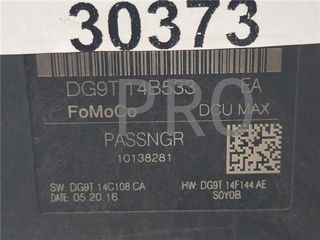 30373
DG9T 14B533 EA
FoMoCo DCU MAX
PASSNGR
10138281
SW: DG9T 14C108 CA HW: DG9T 14F144 AE
DATE: 05.20.16 S0Y0B
PRO